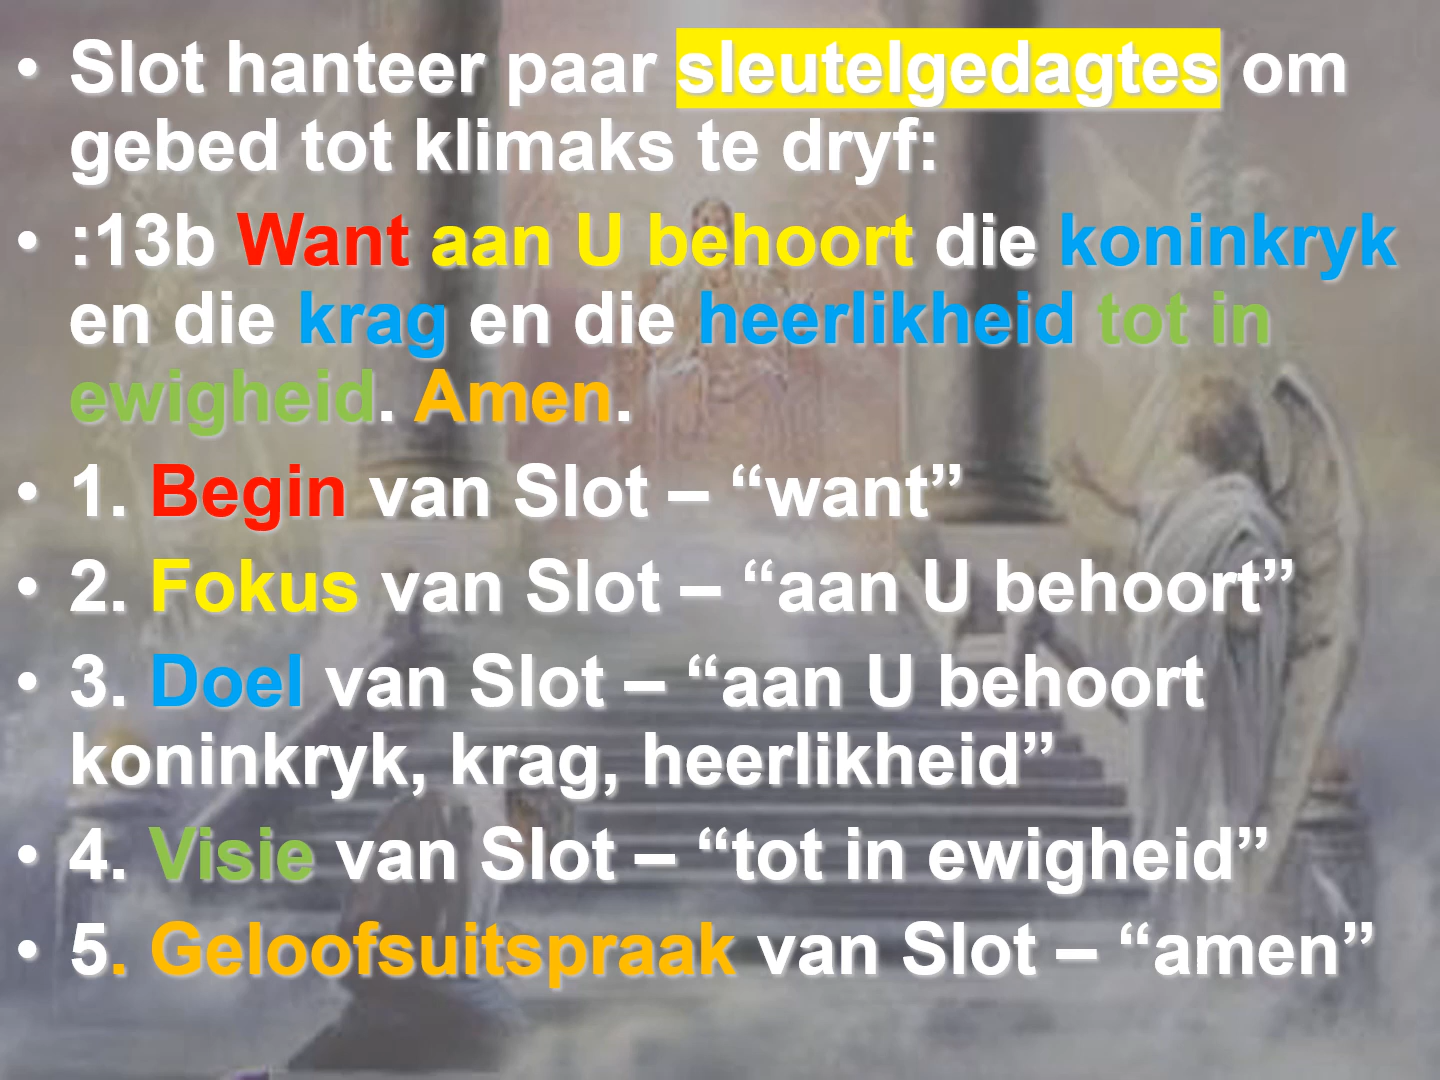 • Slot hanteer paar sleutelgedagtes om
gebed tot klimaks te dryf:
• :13b Want aan U behoort die koninkryk
en die krag en die heerlikheid tot in
ewigheid. Amen.
• 1. Begin van Slot – “want”
• 2. Fokus van Slot – “aan U behoort”
• 3. Doel van Slot – “aan U behoort
koninkryk, krag, heerlikheid”
• 4. Visie van Slot – “tot in ewigheid”
• 5. Geloofsuitspraak van Slot – “amen”